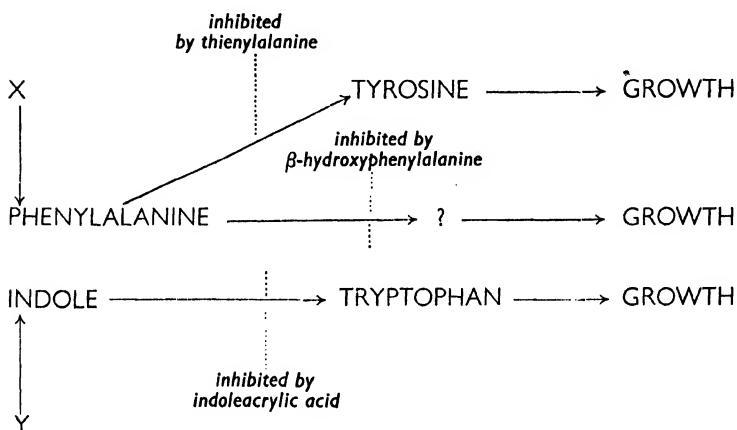 inhibited
by thienylalanine
X TYROSINE GROWTH
inhibited by
β-hydroxyphenylalanine
PHENYLALANINE ? GROWTH
INDOLE TRYPTOPHAN GROWTH
inhibited by
indoleacrylic acid
Y